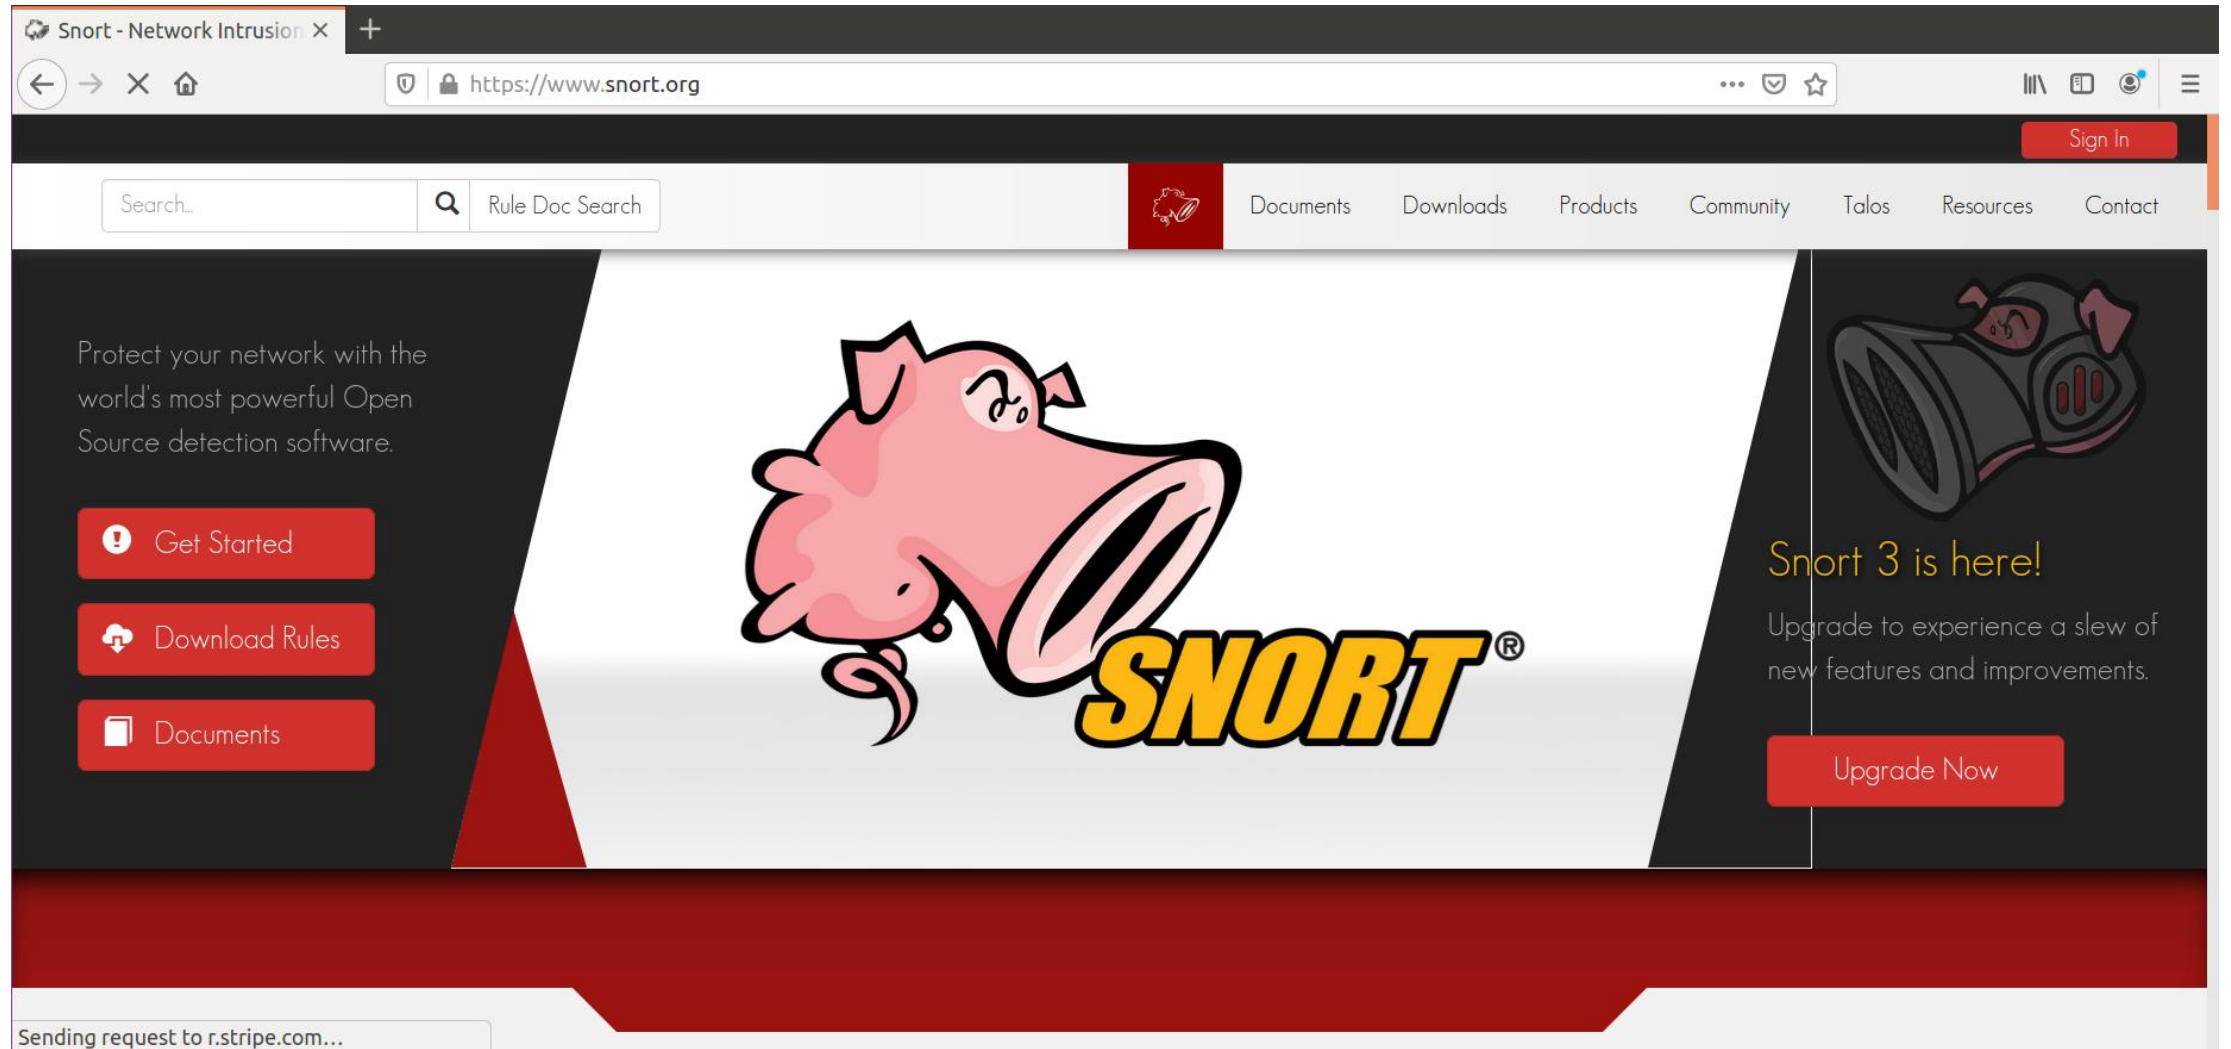 Snort - Network Intrusion
https://www.snort.org
Sign In
Search...
Rule Doc Search
Documents
Downloads
Products
Community
Talos
Resources
Contact
Protect your network with the
world's most powerful Open
Source detection software.
Get Started
Download Rules
Documents
SNORT®
Snort 3 is here!
Upgrade to experience a slew of
new features and improvements.
Upgrade Now
Sending request to r.stripe.com…